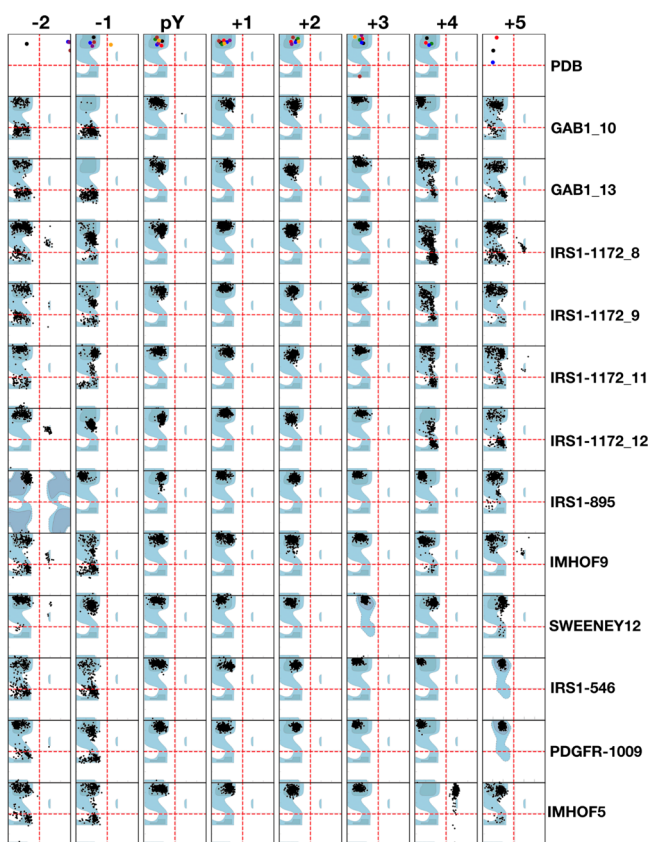 -2 -1 pY +1 +2 +3 +4 +5
PDB
GAB1_10
GAB1_13
IRS1-1172_8
IRS1-1172_9
IRS1-1172_11
IRS1-1172_12
IRS1-895
IMHOF9
SWEENEY12
IRS1-546
PDGFR-1009
IMHOF5